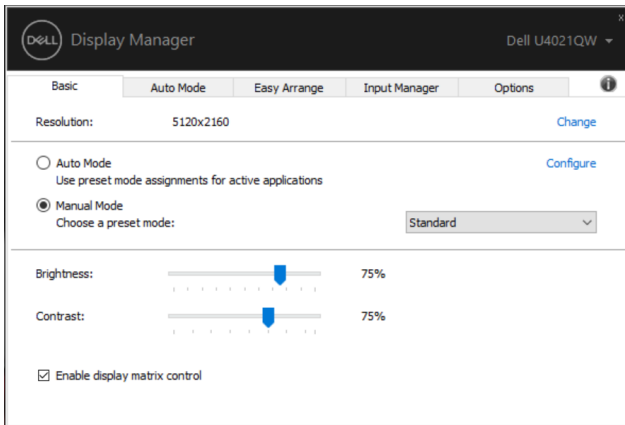 DELL Display Manager
x
Dell U4021QW
Basic Auto Mode Easy Arrange Input Manager Options i
Resolution: 5120x2160 Change
Auto Mode Configure
Use preset mode assignments for active applications
Manual Mode
Choose a preset mode: Standard
Brightness: 75%
Contrast: 75%
Enable display matrix control